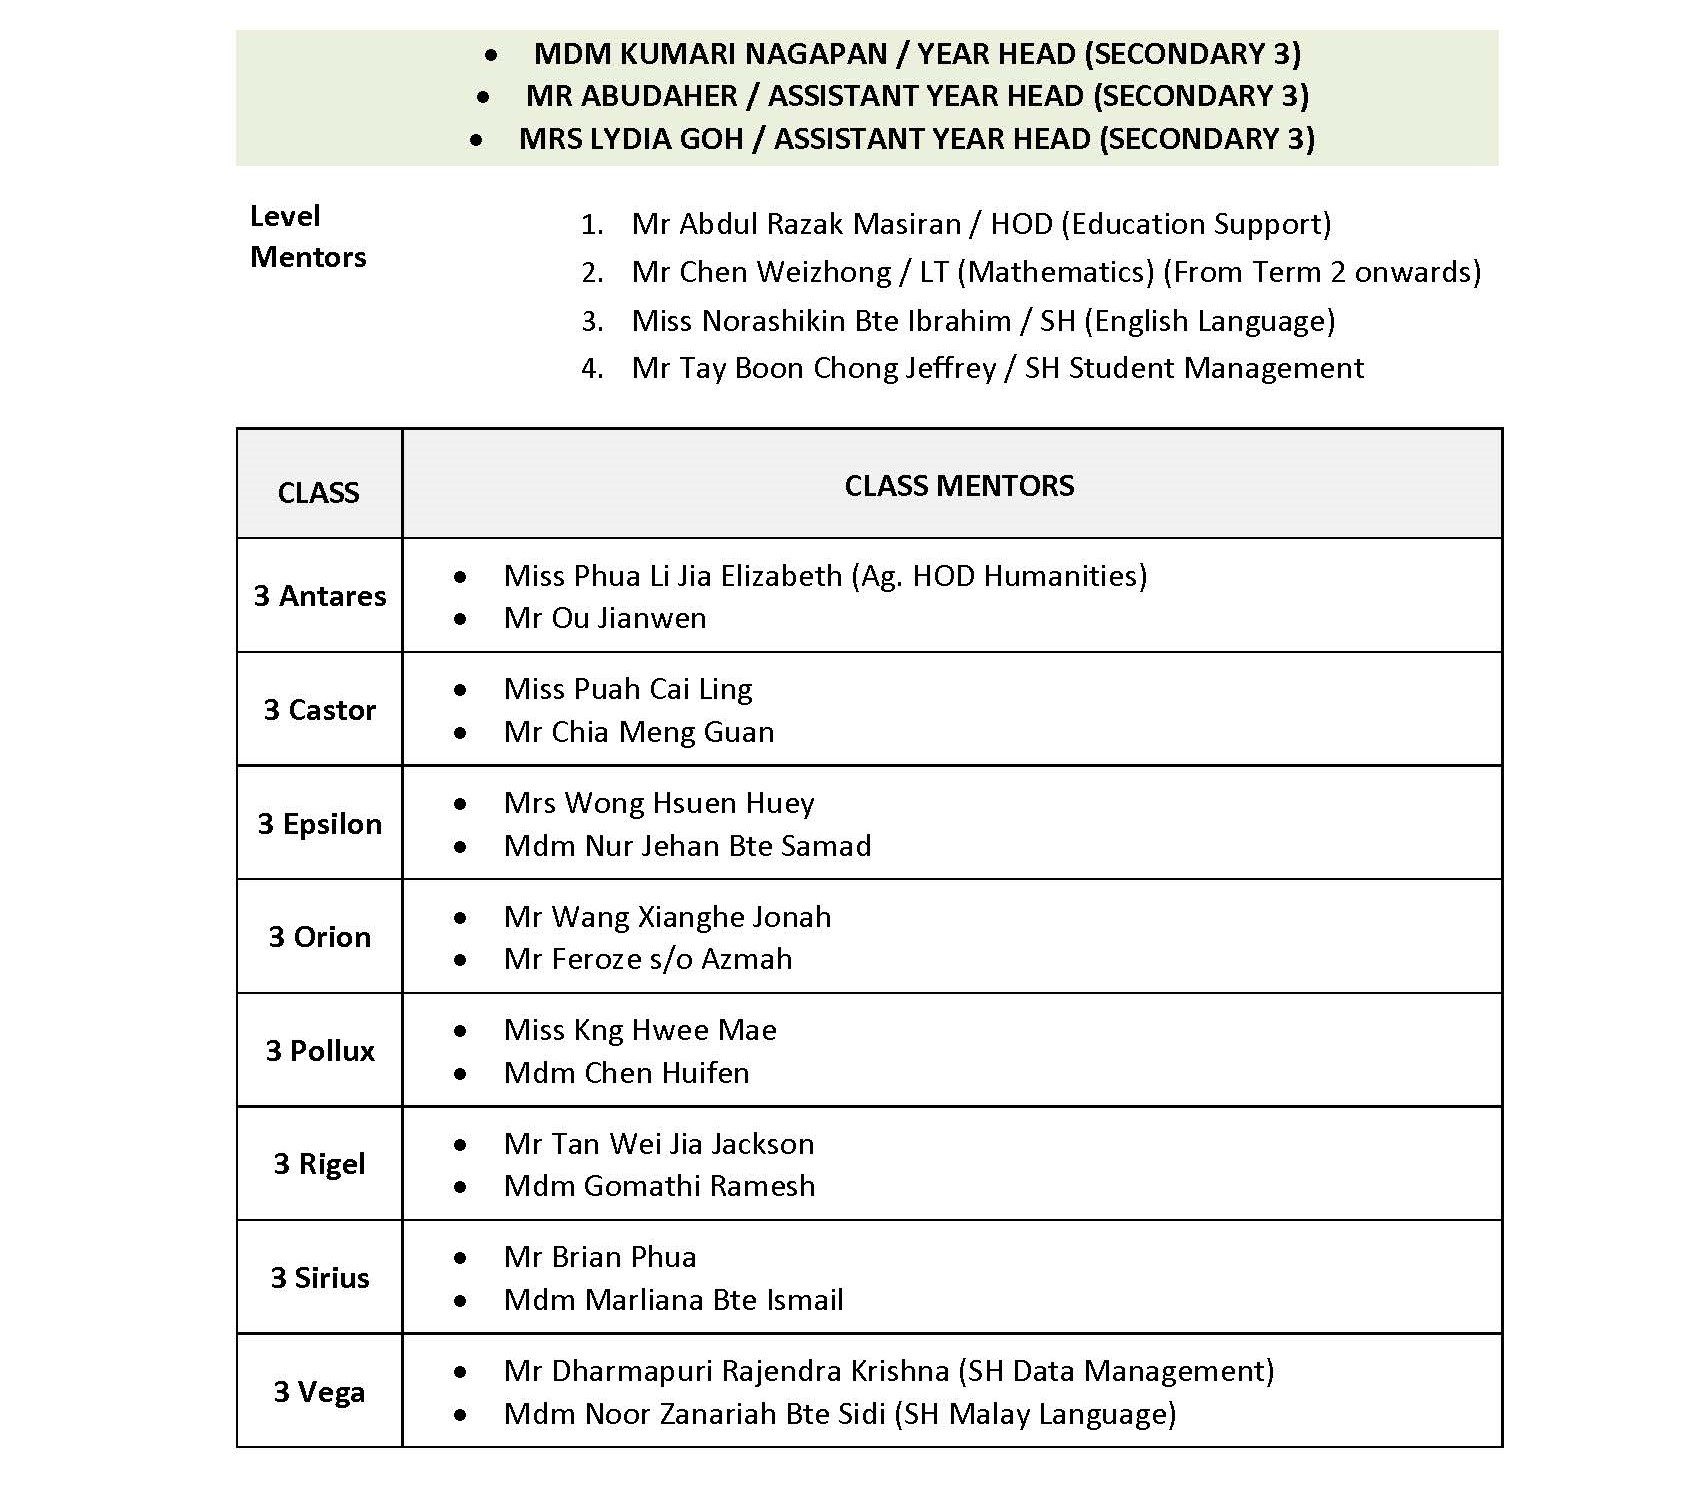 • MDM KUMARI NAGAPAN / YEAR HEAD (SECONDARY 3)
• MR ABUDAHER / ASSISTANT YEAR HEAD (SECONDARY 3)
• MRS LYDIA GOH / ASSISTANT YEAR HEAD (SECONDARY 3)
Level
Mentors
1. Mr Abdul Razak Masiran / HOD (Education Support)
2. Mr Chen Weizhong / LT (Mathematics) (From Term 2 onwards)
3. Miss Norashikin Bte Ibrahim / SH (English Language)
4. Mr Tay Boon Chong Jeffrey / SH Student Management
CLASS
CLASS MENTORS
3 Antares
• Miss Phua Li Jia Elizabeth (Ag. HOD Humanities)
• Mr Ou Jianwen
3 Castor
• Miss Puah Cai Ling
• Mr Chia Meng Guan
3 Epsilon
• Mrs Wong Hsuen Huey
• Mdm Nur Jehan Bte Samad
3 Orion
• Mr Wang Xianghe Jonah
• Mr Feroze s/o Azmah
3 Pollux
• Miss Kng Hwee Mae
• Mdm Chen Huifen
3 Rigel
• Mr Tan Wei Jia Jackson
• Mdm Gomathi Ramesh
3 Sirius
• Mr Brian Phua
• Mdm Marliana Bte Ismail
3 Vega
• Mr Dharmapuri Rajendra Krishna (SH Data Management)
• Mdm Noor Zanariah Bte Sidi (SH Malay Language)